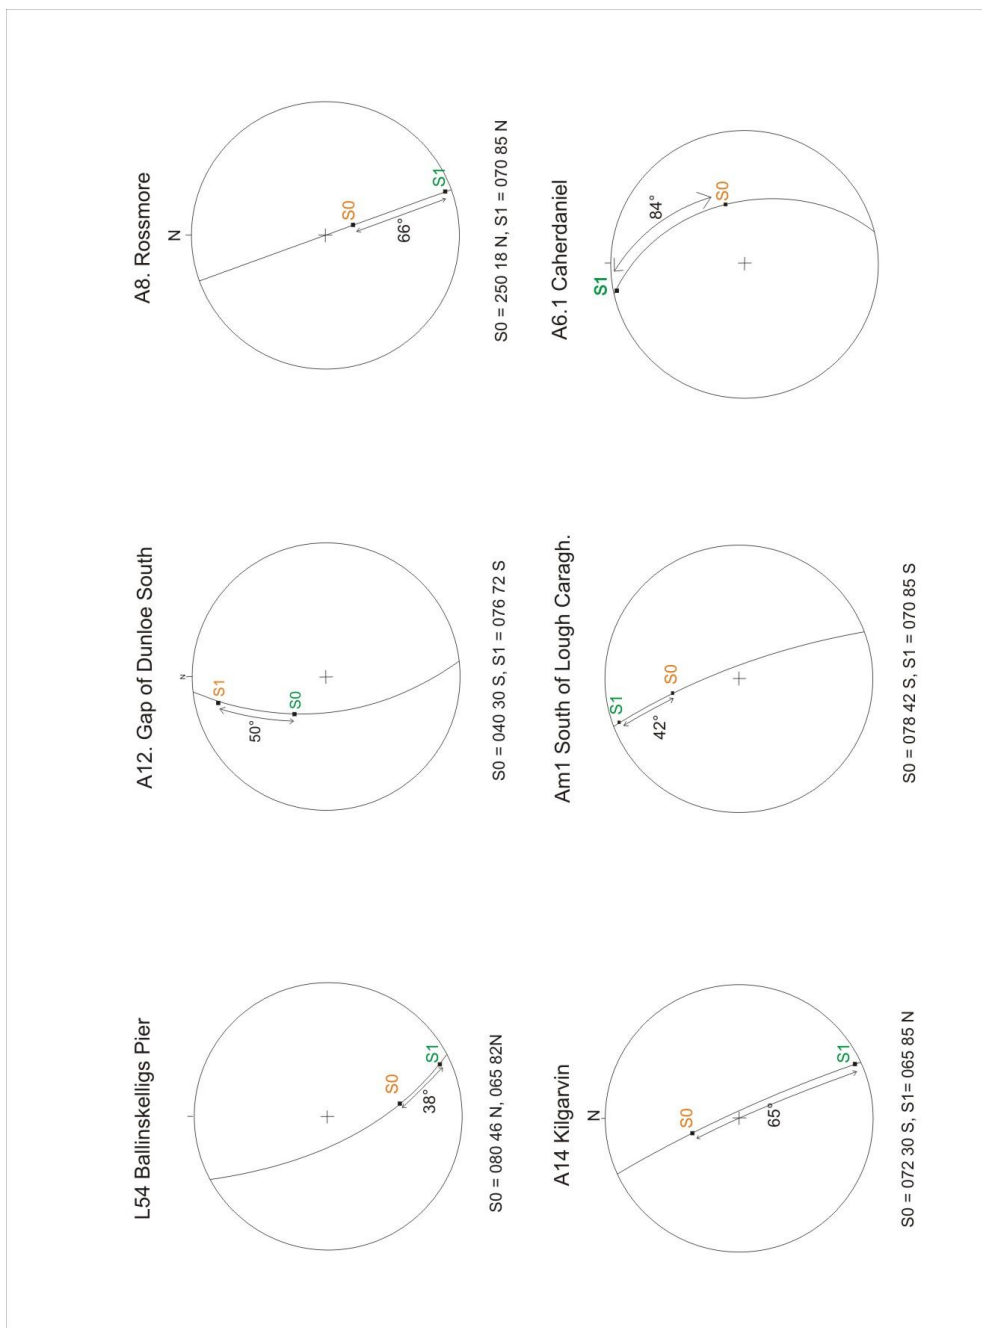 L54 Ballinskelligs Pier
S0
S1
38°
S0 = 080 46 N, 065 82N
A12. Gap of Dunloe South
N
S1
S0
50°
S0 = 040 30 S, S1 = 076 72 S
A8. Rossmore
N
S0
S1
66°
S0 = 250 18 N, S1 = 070 85 N
A14 Kilgarvin
N
S0
S1
65°
S0 = 072 30 S, S1= 065 85 N
Am1 South of Lough Caragh.
S1
S0
42°
S0 = 078 42 S, S1 = 070 85 S
A6.1 Caherdaniel
S1
S0
84°